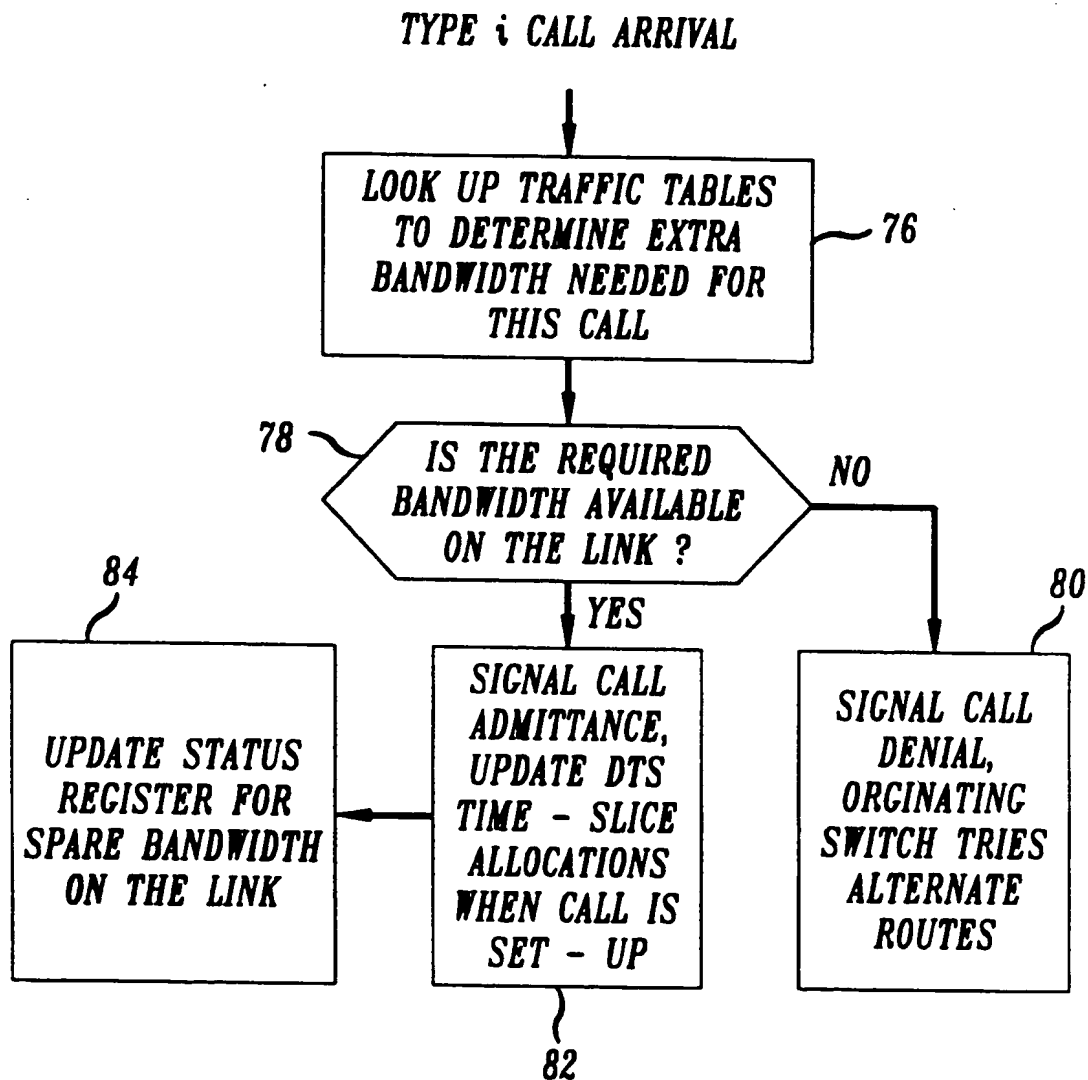 TYPE i CALL ARRIVAL
LOOK UP TRAFFIC TABLES
TO DETERMINE EXTRA
BANDWIDTH NEEDED FOR
THIS CALL
76
78
IS THE REQUIRED
BANDWIDTH AVAILABLE
ON THE LINK ?
NO
YES
84
UPDATE STATUS
REGISTER FOR
SPARE BANDWIDTH
ON THE LINK
SIGNAL CALL
ADMITTANCE,
UPDATE DTS
TIME - SLICE
ALLOCATIONS
WHEN CALL IS
SET - UP
82
80
SIGNAL CALL
DENIAL,
ORGINATING
SWITCH TRIES
ALTERNATE
ROUTES